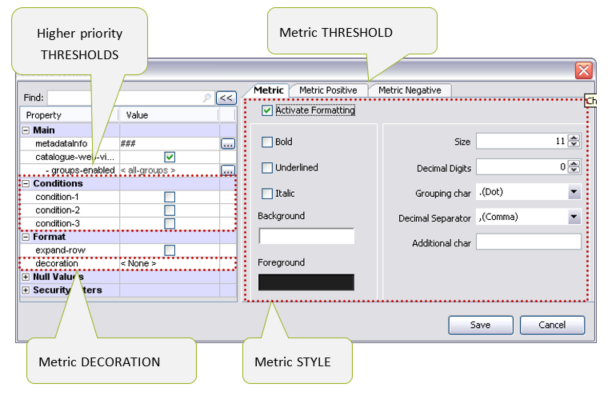 Higher priority
THRESHOLDS
Metric THRESHOLD
Find:
<<
Metric
Metric Positive
Metric Negative
Ch
Property
Value
Activate Formatting
Main
metadataInfo
###
...
catalogue-web-vi...
- groups-enabled
< all-groups >
...
Conditions
condition-1
condition-2
condition-3
Format
expand-row
decoration
< None >
Null Values
Bold
Underlined
Italic
Background
Foreground
Size
11
Decimal Digits
0
Grouping char
.(Dot)
Decimal Separator
,(Comma)
Additional char
Save
Cancel
Metric DECORATION
Metric STYLE